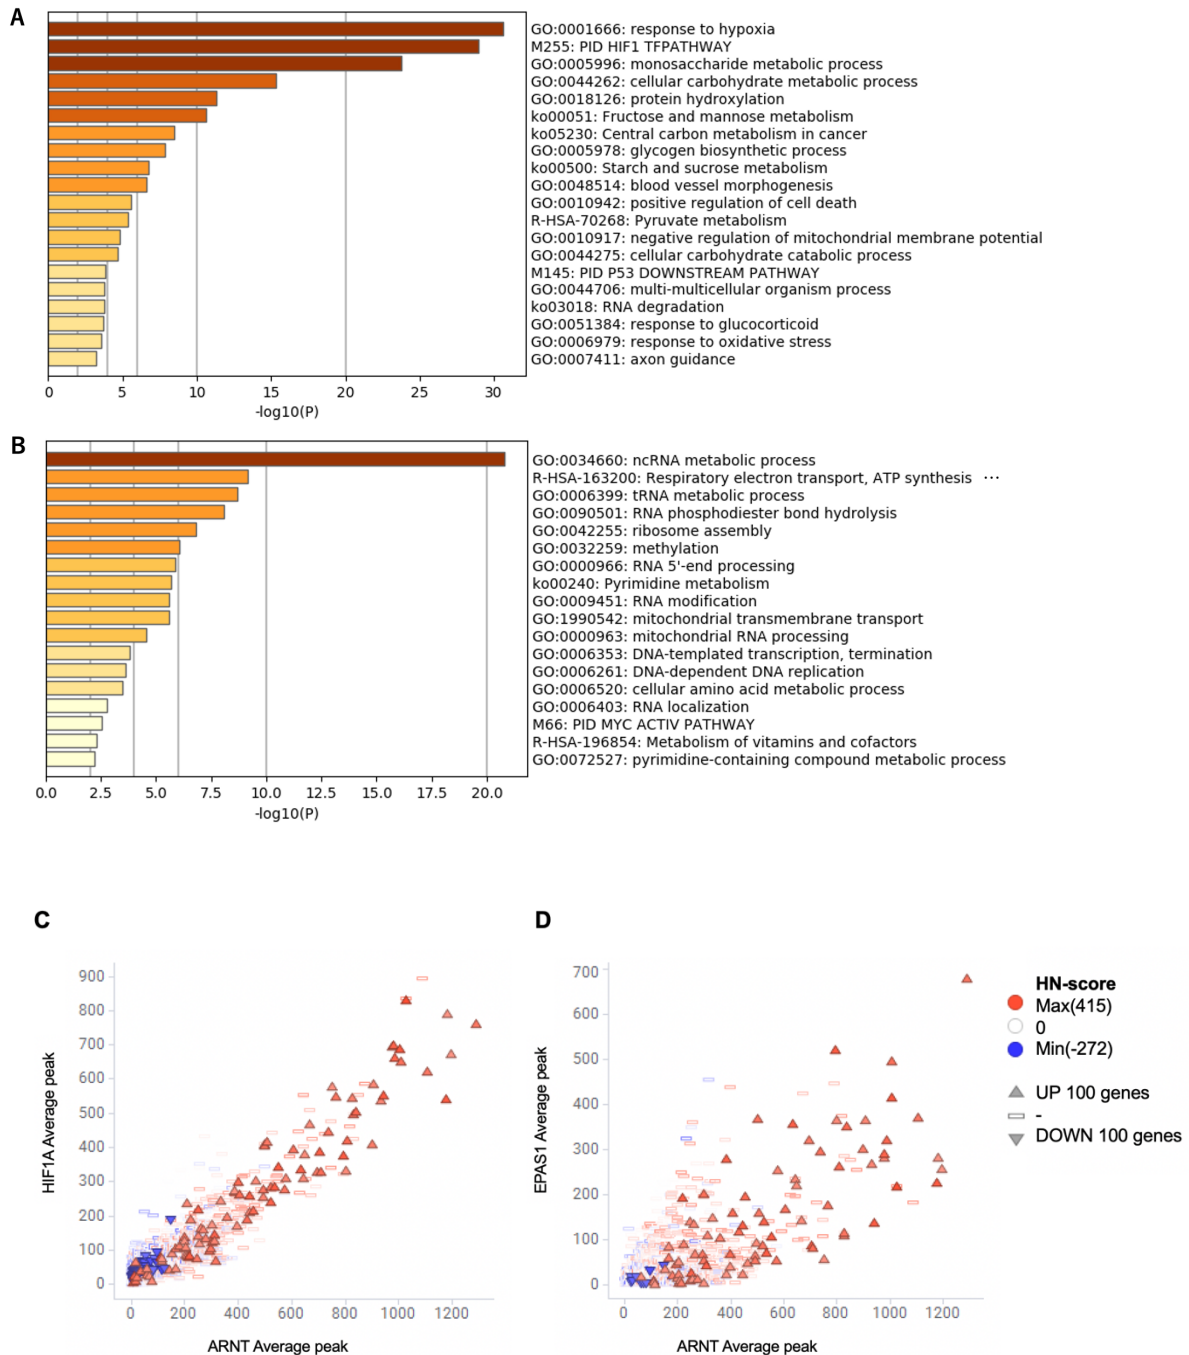 A
GO:0001666: response to hypoxia
M255: PID HIF1 TFPATHWAY
GO:0005996: monosaccharide metabolic process
GO:0044262: cellular carbohydrate metabolic process
GO:0018126: protein hydroxylation
ko00051: Fructose and mannose metabolism
ko05230: Central carbon metabolism in cancer
GO:0005978: glycogen biosynthetic process
ko00500: Starch and sucrose metabolism
GO:0048514: blood vessel morphogenesis
GO:0010942: positive regulation of cell death
R-HSA-70268: Pyruvate metabolism
GO:0010917: negative regulation of mitochondrial membrane potential
GO:0044275: cellular carbohydrate catabolic process
M145: PID P53 DOWNSTREAM PATHWAY
GO:0044706: multi-multicellular organism process
ko03018: RNA degradation
GO:0051384: response to glucocorticoid
GO:0006979: response to oxidative stress
GO:0007411: axon guidance
0 5 10 15 20 25 30
-log10(P)
B
GO:0034660: ncRNA metabolic process
R-HSA-163200: Respiratory electron transport, ATP synthesis ···
GO:0006399: tRNA metabolic process
GO:0090501: RNA phosphodiester bond hydrolysis
GO:0042255: ribosome assembly
GO:0032259: methylation
GO:0000966: RNA 5'-end processing
ko00240: Pyrimidine metabolism
GO:0009451: RNA modification
GO:1990542: mitochondrial transmembrane transport
GO:0000963: mitochondrial RNA processing
GO:0006353: DNA-templated transcription, termination
GO:0006261: DNA-dependent DNA replication
GO:0006520: cellular amino acid metabolic process
GO:0006403: RNA localization
M66: PID MYC ACTIV PATHWAY
R-HSA-196854: Metabolism of vitamins and cofactors
GO:0072527: pyrimidine-containing compound metabolic process
0.0 2.5 5.0 7.5 10.0 12.5 15.0 17.5 20.0
-log10(P)
C
HIF1A Average peak
900
800
700
600
500
400
300
200
100
0
0 200 400 600 800 1000 1200
ARNT Average peak
D
EPAS1 Average peak
700
600
500
400
300
200
100
0
0 200 400 600 800 1000 1200
ARNT Average peak
HN-score
Max(415)
0
Min(-272)
UP 100 genes
-
DOWN 100 genes